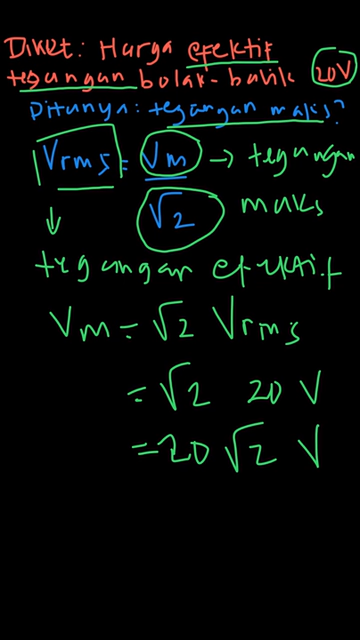 Diket: Harga efektif
tegangan bolak-balik 20V
Ditanya: tegangan maks?
Vrms = Vm/√2 → tegangan maks
↓
tegangan efektif
Vm = √2 Vrms
= √2 20 V
= 20 √2 V